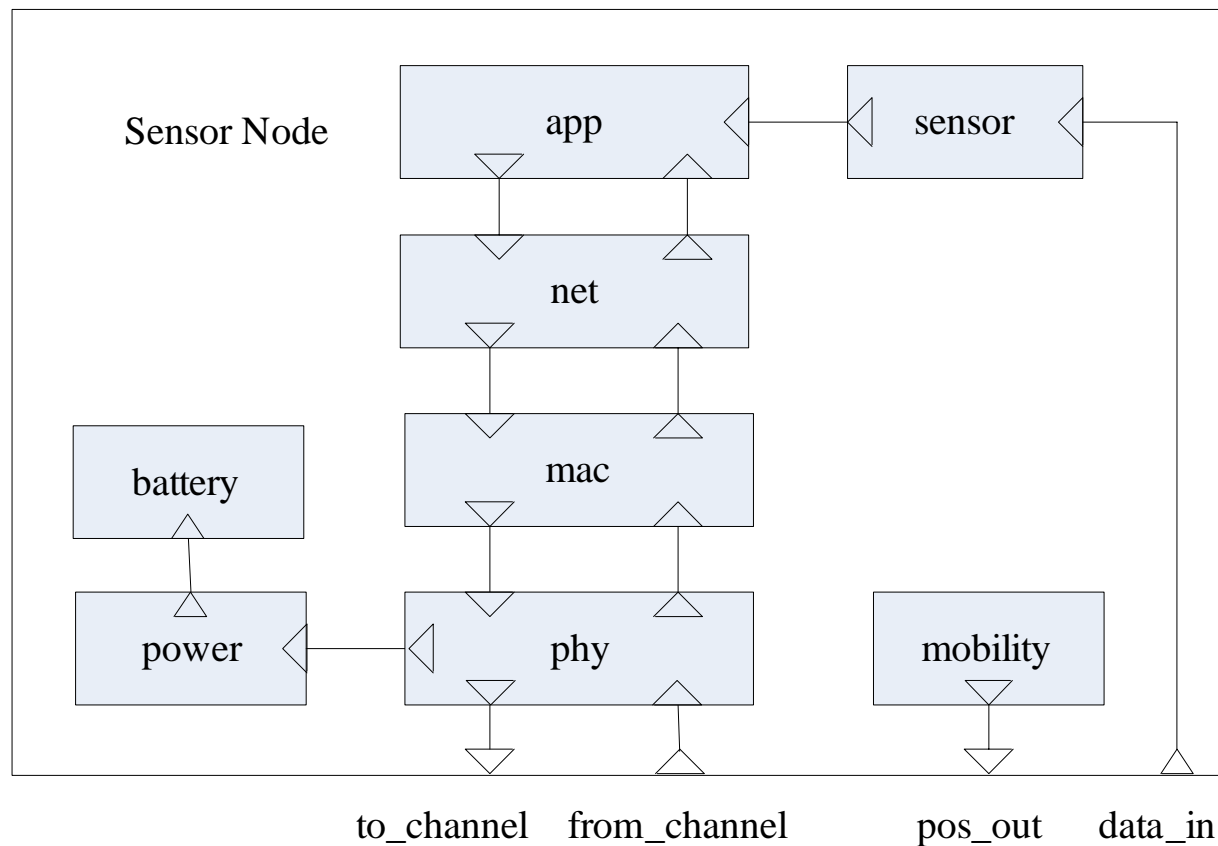 Sensor Node
app
sensor
net
mac
battery
power
phy
mobility
to_channel
from_channel
pos_out
data_in